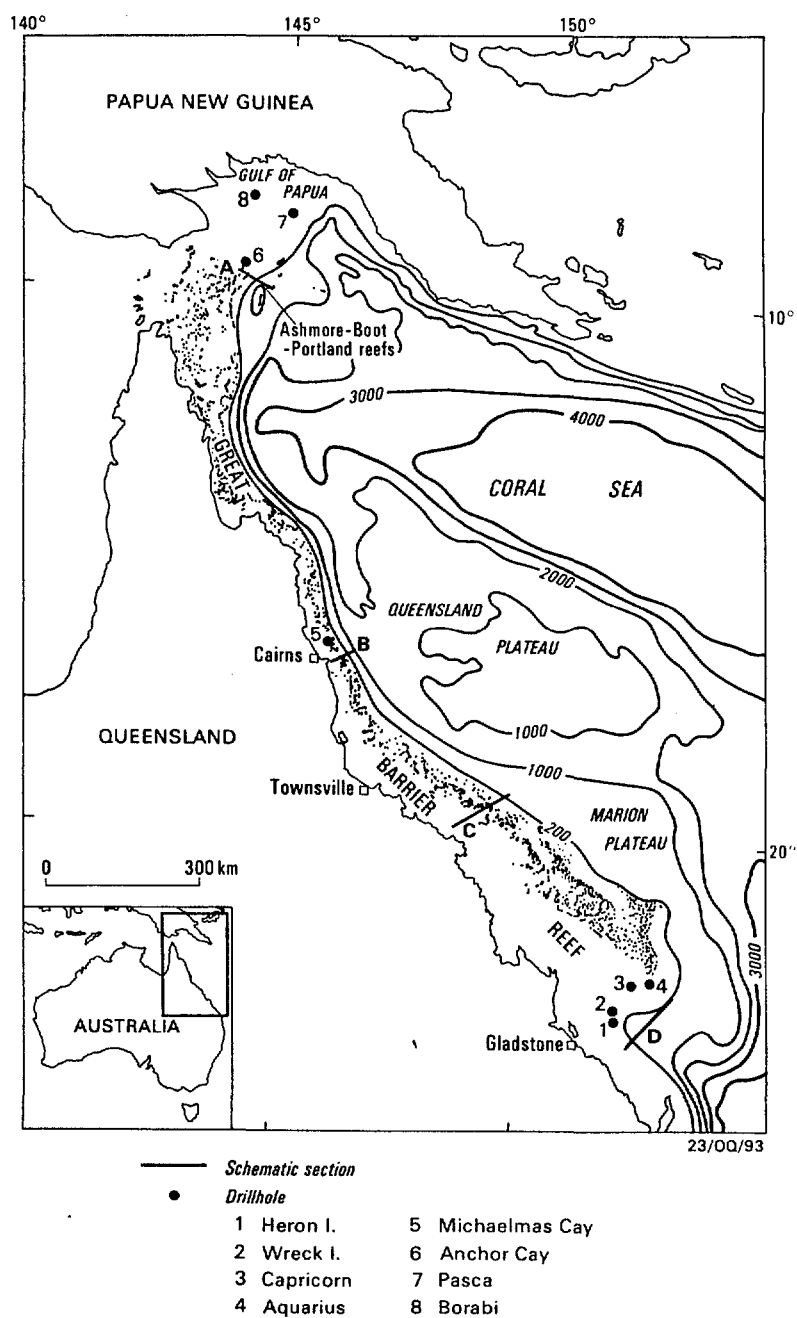 140°
145°
150°
PAPUA NEW GUINEA
GULF OF
PAPUA
8
7
6
A
Ashmore-Boot
-Portland reefs
10°
3000
4000
GREAT
CORAL SEA
2000
QUEENSLAND
PLATEAU
5
B
Cairns
1000
QUEENSLAND
1000
Townsville
BARRIER
C
200
MARION
PLATEAU
20°
0 300 km
REEF
3000
3
4
2
1
D
Gladstone
AUSTRALIA
23/OQ/93
Schematic section
Drillhole
1 Heron I.
2 Wreck I.
3 Capricorn
4 Aquarius
5 Michaelmas Cay
6 Anchor Cay
7 Pasca
8 Borabi